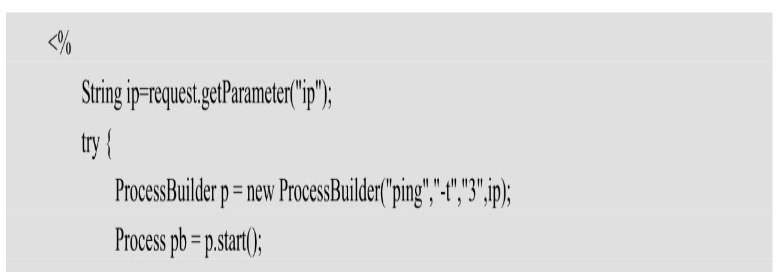 <%
String ip=request.getParameter("ip");
try {
ProcessBuilder p = new ProcessBuilder("ping","-t","3",ip);
Process pb = p.start();